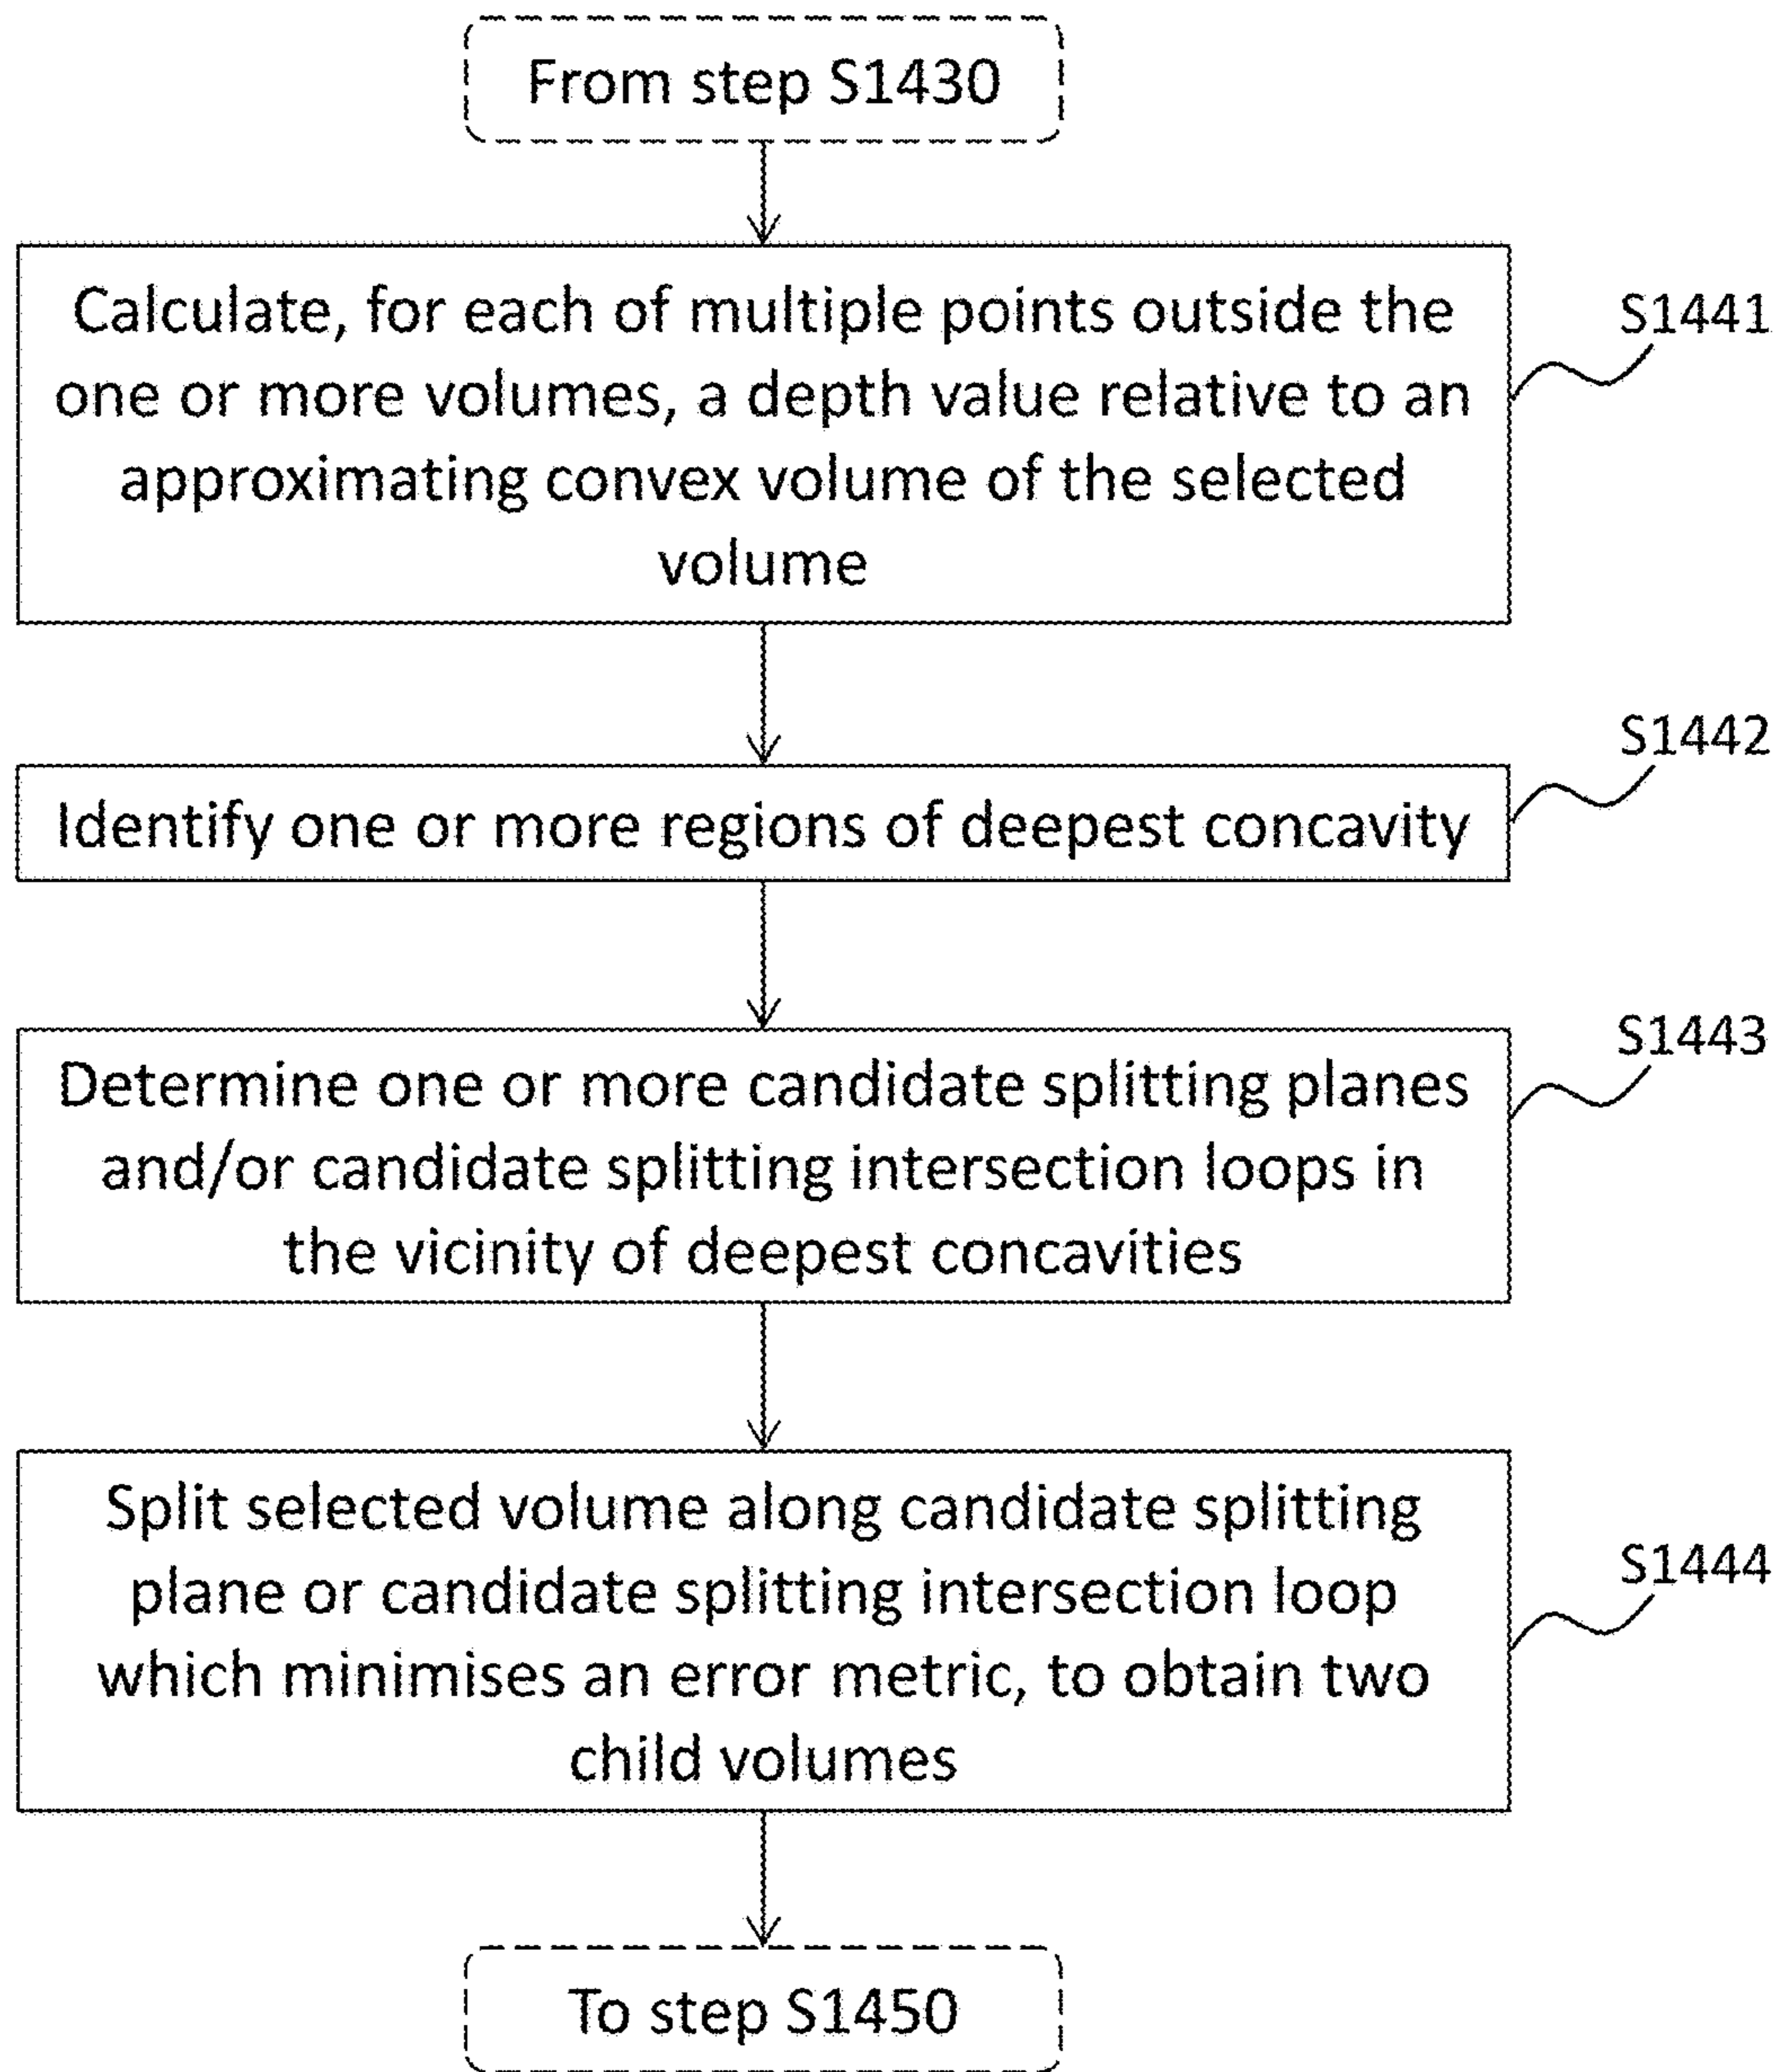 From step S1430
Calculate, for each of multiple points outside the
one or more volumes, a depth value relative to an
approximating convex volume of the selected
volume
S1441
Identify one or more regions of deepest concavity
S1442
Determine one or more candidate splitting planes
and/or candidate splitting intersection loops in
the vicinity of deepest concavities
S1443
Split selected volume along candidate splitting
plane or candidate splitting intersection loop
which minimises an error metric, to obtain two
child volumes
S1444
To step S1450